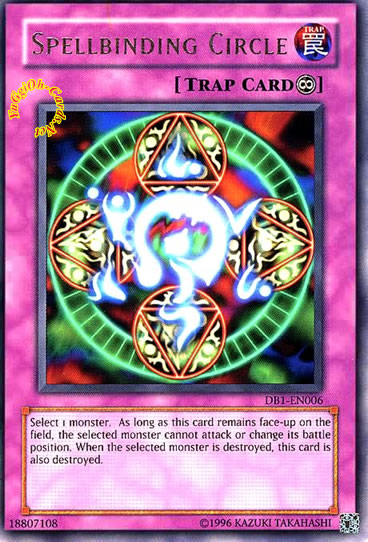 SPELLBINDING CIRCLE
TRAP
罠
[TRAP CARD∞]
YuGgiOh-Cards.Net
DB1-EN006
Select 1 monster. As long as this card remains face-up on the
field, the selected monster cannot attack or change its battle
position. When the selected monster is destroyed, this card is
also destroyed.
18807108
©1996 KAZUKI TAKAHASHI